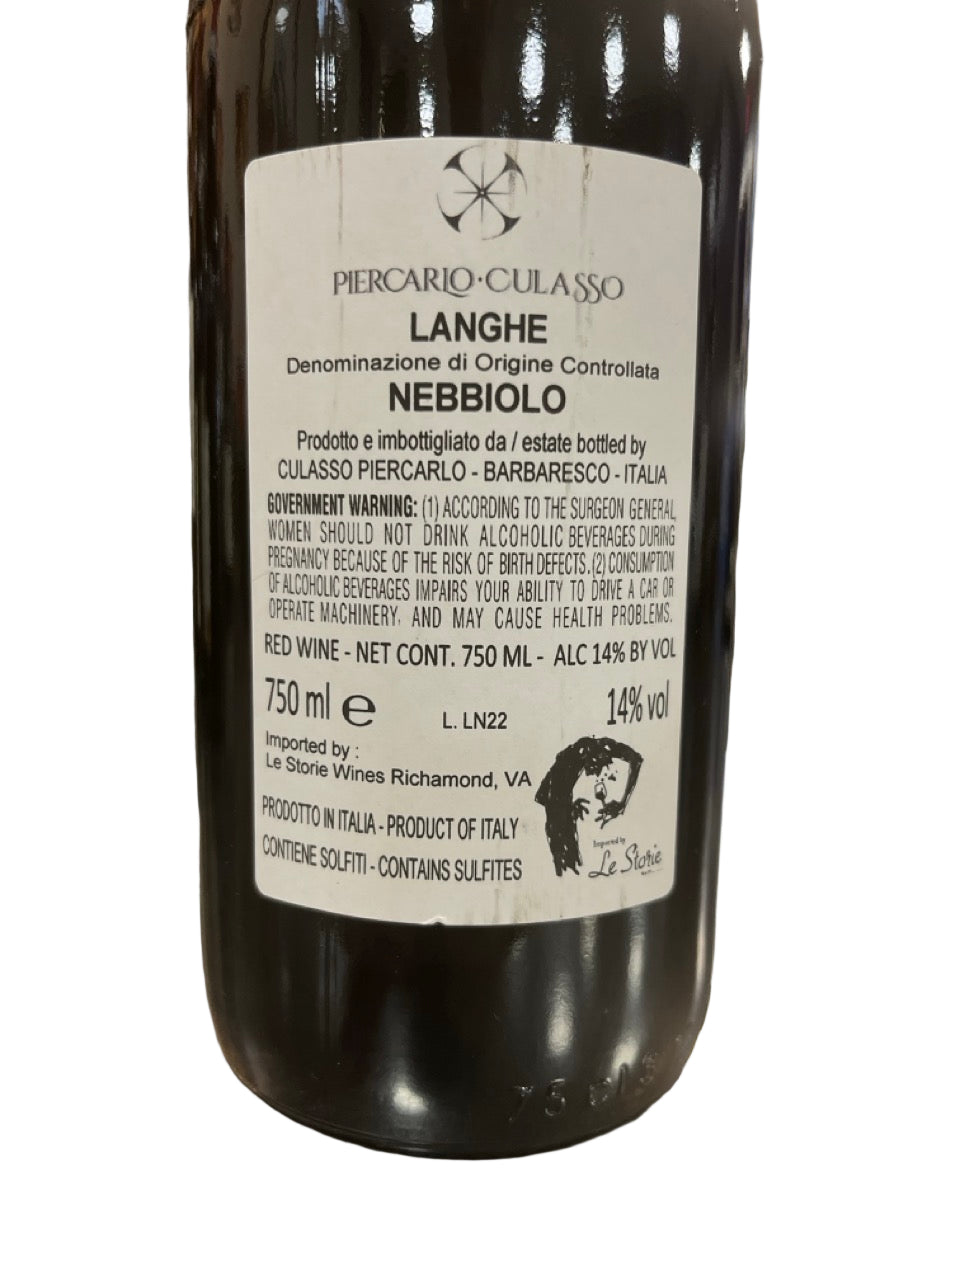 PIERCARLO·CULASSO
LANGHE
Denominazione di Origine Controllata
NEBBIOLO
Prodotto e imbottigliato da / estate bottled by
CULASSO PIERCARLO - BARBARESCO - ITALIA
GOVERNMENT WARNING: (1) ACCORDING TO THE SURGEON GENERAL,
WOMEN SHOULD NOT DRINK ALCOHOLIC BEVERAGES DURING
PREGNANCY BECAUSE OF THE RISK OF BIRTH DEFECTS. (2) CONSUMPTION
OF ALCOHOLIC BEVERAGES IMPAIRS YOUR ABILITY TO DRIVE A CAR OR
OPERATE MACHINERY, AND MAY CAUSE HEALTH PROBLEMS.
RED WINE - NET CONT. 750 ML - ALC 14% BY VOL
750 ml ℮ L. LN22 14% vol
Imported by :
Le Storie Wines Richamond, VA
PRODOTTO IN ITALIA - PRODUCT OF ITALY
CONTIENE SOLFITI - CONTAINS SULFITES
Imported by
Le Storie
75 cl